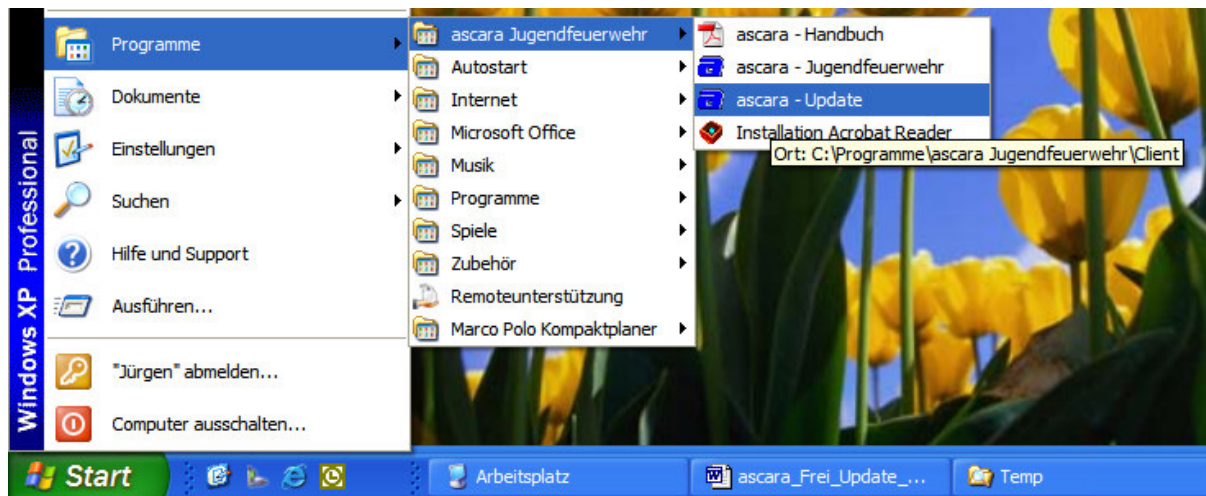 Windows XP Professional
Programme
Dokumente
Einstellungen
Suchen
Hilfe und Support
Ausführen...
"Jürgen" abmelden...
Computer ausschalten...
ascara Jugendfeuerwehr
Autostart
Internet
Microsoft Office
Musik
Programme
Spiele
Zubehör
Remoteunterstützung
Marco Polo Kompaktplaner
ascara - Handbuch
ascara - Jugendfeuerwehr
ascara - Update
Installation Acrobat Reader
Ort: C:\Programme\ascara Jugendfeuerwehr\Client
Start
Arbeitsplatz
ascara_Frei_Update_...
Temp